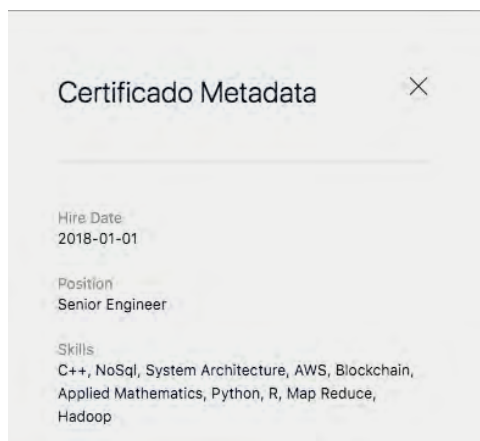 Certificado Metadata
Hire Date
2018-01-01
Position
Senior Engineer
Skills
C++, NoSql, System Architecture, AWS, Blockchain,
Applied Mathematics, Python, R, Map Reduce,
Hadoop